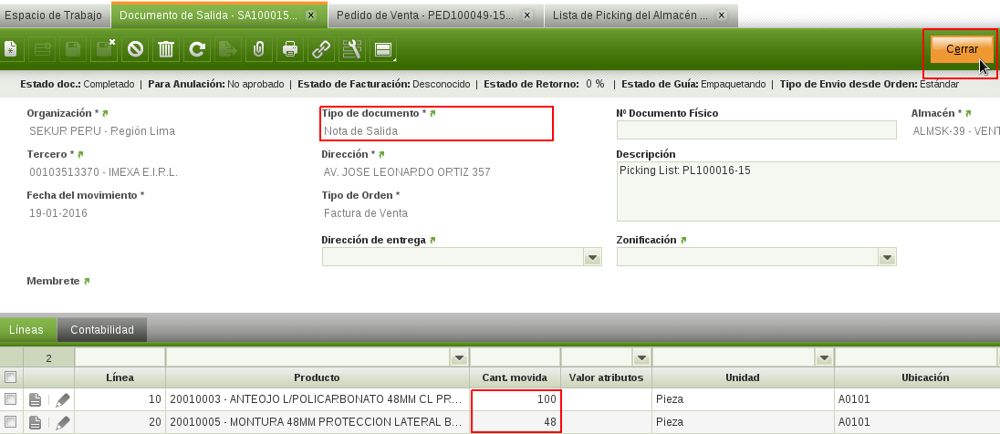 Espacio de Trabajo Documento de Salida - SA100015... x Pedido de Venta - PED100049-15... x Lista de Picking del Almacén ... x
Cerrar
Estado doc.: Completado | Para Anulación: No aprobado | Estado de Facturación: Desconocido | Estado de Retorno: 0 % | Estado de Guía: Empaquetando | Tipo de Envio desde Orden: Estándar
Organización * Tipo de documento * Nº Documento Físico Almacén *
SEKUR PERU - Región Lima Nota de Salida ALMSK-39 - VENT
Tercero * Dirección * Descripción
00103513370 - IMEXA E.I.R.L. AV. JOSE LEONARDO ORTIZ 357 Picking List: PL100016-15
Fecha del movimiento * Tipo de Orden *
19-01-2016 Factura de Venta
Dirección de entrega Zonificación
Membrete
Líneas Contabilidad
2
Línea Producto Cant. movida Valor atributos Unidad Ubicación
10 20010003 - ANTEOJO L/POLICARBONATO 48MM CL PR... 100 Pieza A0101
20 20010005 - MONTURA 48MM PROTECCION LATERAL B... 48 Pieza A0101